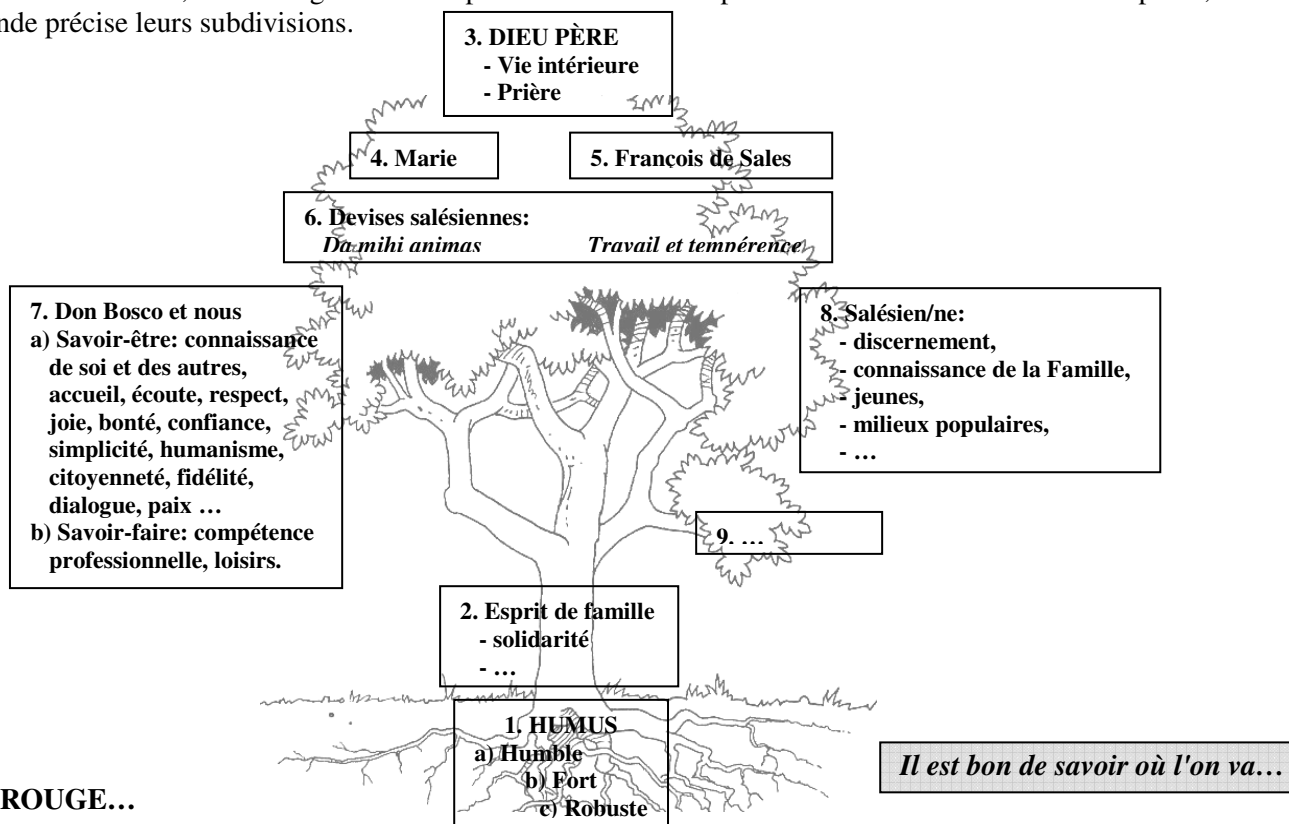 nde précise leurs subdivisions.
3. DIEU PÈRE
- Vie intérieure
- Prière
4. Marie
5. François de Sales
6. Devises salésiennes:
Da mihi animas Travail et tempérence
7. Don Bosco et nous
a) Savoir-être: connaissance
de soi et des autres,
accueil, écoute, respect,
joie, bonté, confiance,
simplicité, humanisme,
citoyenneté, fidélité,
dialogue, paix …
b) Savoir-faire: compétence
professionnelle, loisirs.
8. Salésien/ne:
- discernement,
- connaissance de la Famille,
- jeunes,
- milieux populaires,
- …
9. …
2. Esprit de famille
- solidarité
- …
1. HUMUS
a) Humble
b) Fort
c) Robuste
Il est bon de savoir où l'on va…
ROUGE…